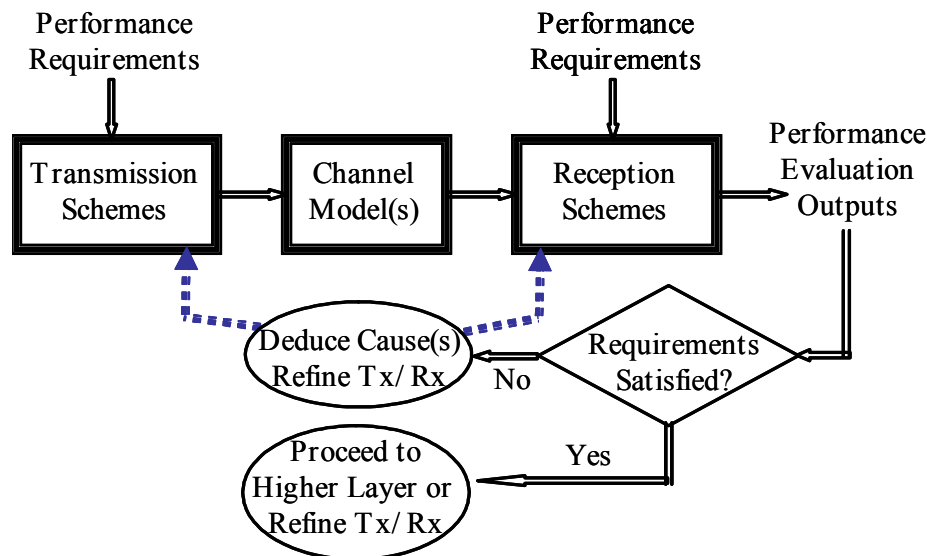 Performance
Requirements
Performance
Requirements
Transmission
Schemes
Channel
Model(s)
Reception
Schemes
Performance
Evaluation
Outputs
Deduce Cause(s)
Refine Tx/ Rx
No
Requirements
Satisfied?
Yes
Proceed to
Higher Layer or
Refine Tx/ Rx